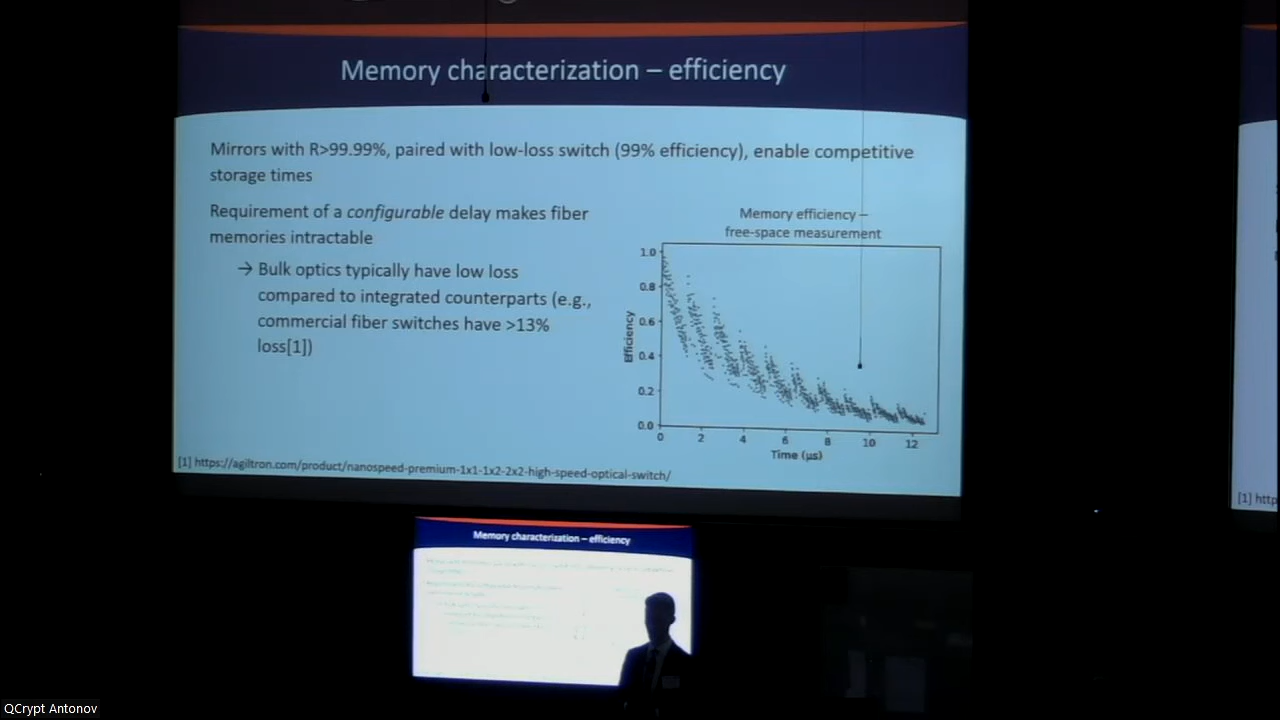 Memory characterization – efficiency
Mirrors with R>99.99%, paired with low-loss switch (99% efficiency), enable competitive
storage times
Requirement of a configurable delay makes fiber
memories intractable
→ Bulk optics typically have low loss
compared to integrated counterparts (e.g.,
commercial fiber switches have >13%
loss[1])
Memory efficiency –
free-space measurement
1.0
0.8
0.6
0.4
0.2
0.0
Efficiency
0 2 4 6 8 10 12
Time (µs)
[1] https://agiltron.com/product/nanospeed-premium-1x1-1x2-2x2-high-speed-optical-switch/
[1] http
Memory characterization – efficiency
QCrypt Antonov